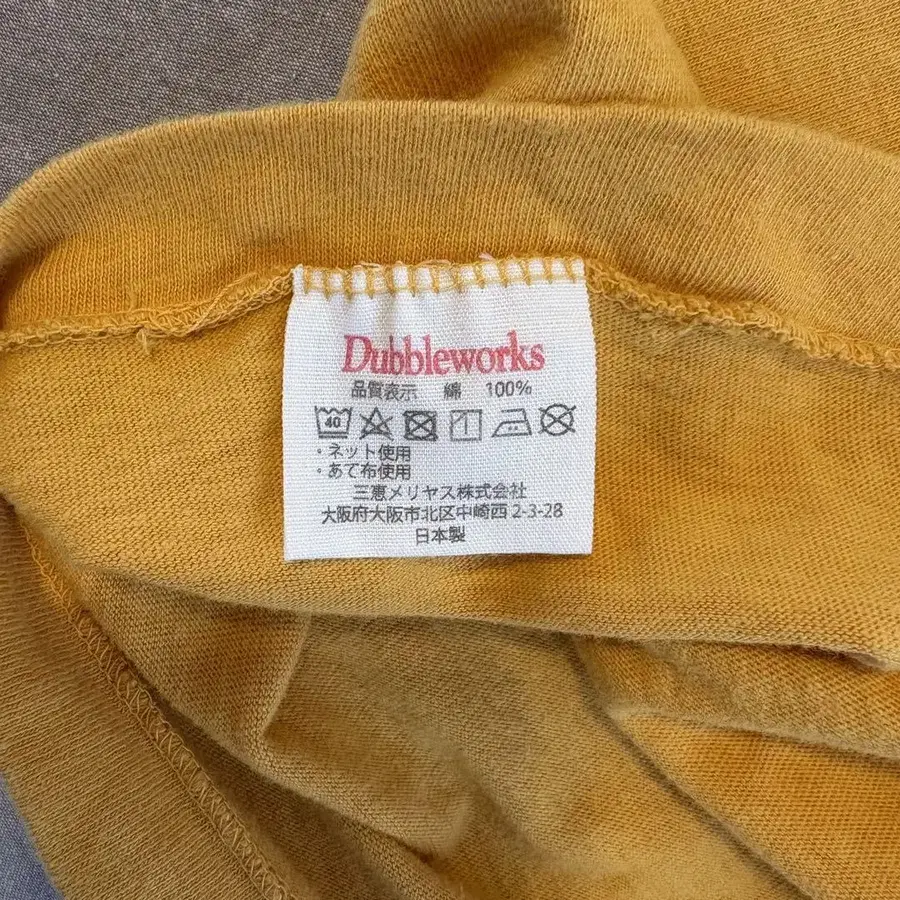 Dubbleworks
品質表示 綿 100%
40
・ネット使用
・あて布使用
三恵メリヤス株式会社
大阪府大阪市北区中崎西 2-3-28
日本製